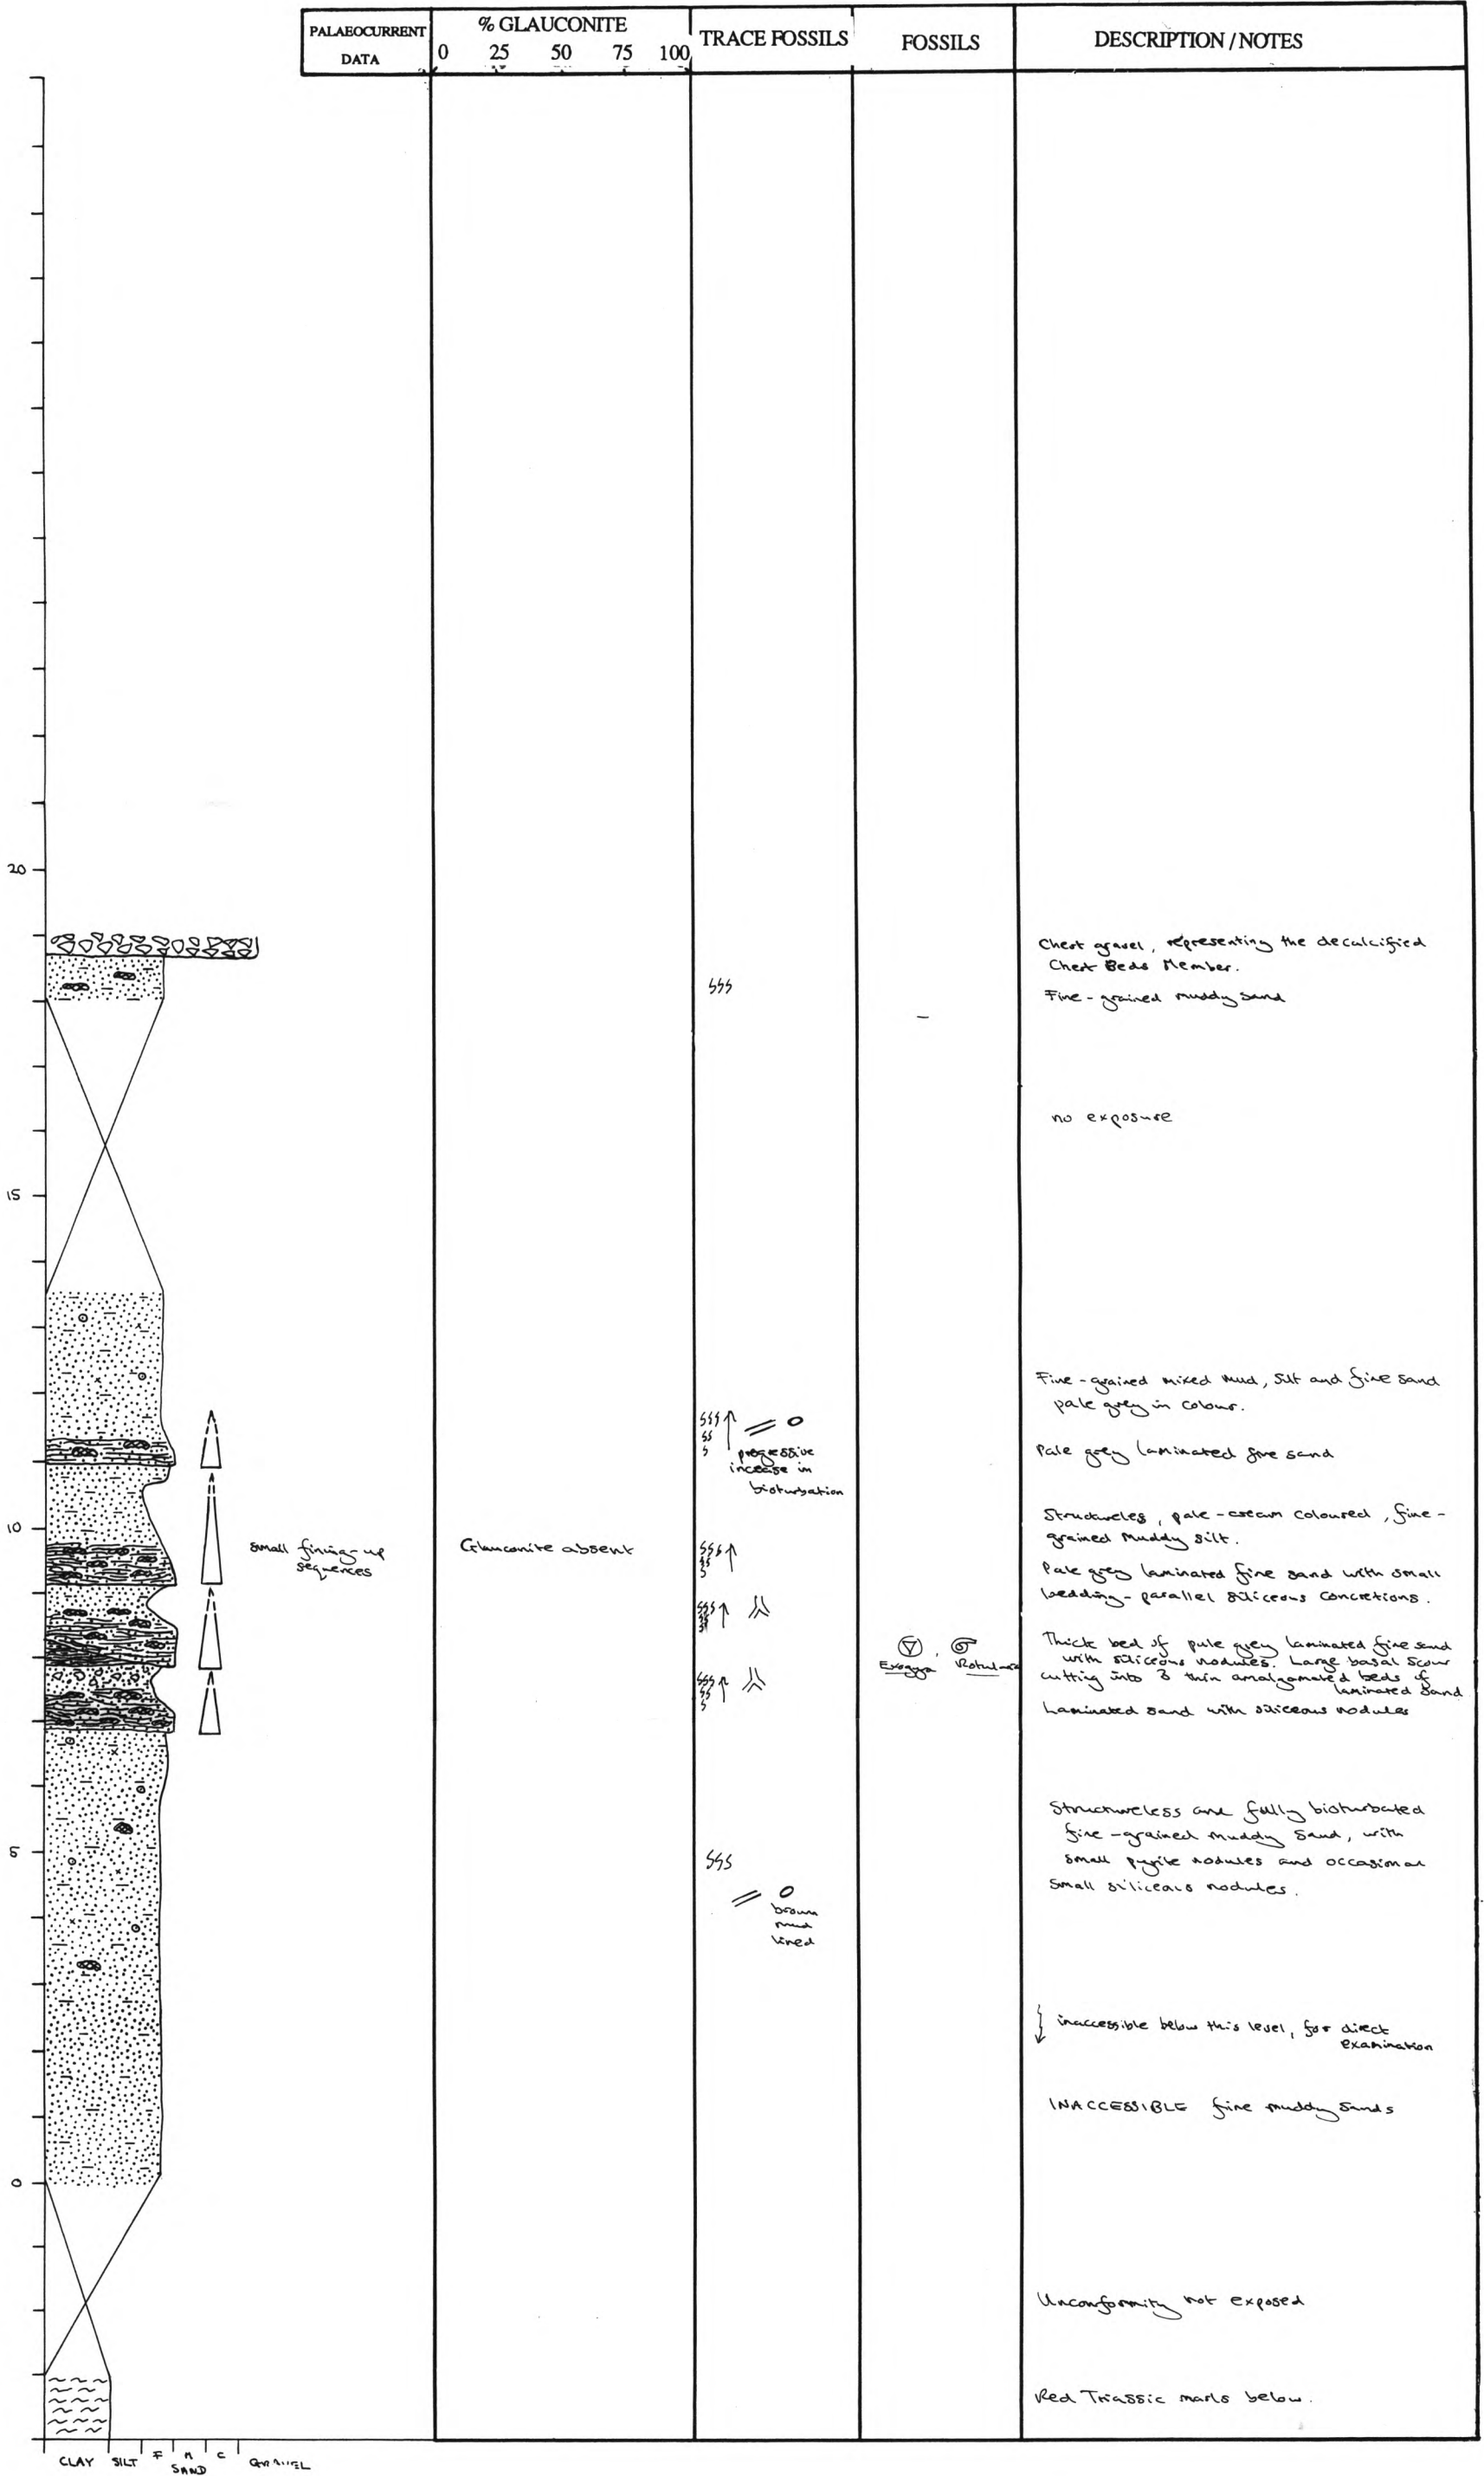 PALAEOCURRENT
DATA
% GLAUCONITE
0 25 50 75 100
TRACE FOSSILS
FOSSILS
DESCRIPTION / NOTES
20
Chert gravel, representing the decalcified
Chert Beds Member.
Fine-grained muddy sand
no exposure
15
Fine-grained mixed mud, silt and fine sand
pale grey in colour.
progressive
increase in
bioturbation
Pale grey laminated fine sand
10
small fining-up
sequences
Glauconite absent
Structureless, pale-cream coloured, fine-
grained muddy silt.
Pale grey laminated fine sand with small
bedding-parallel siliceous concretions.
Exogyra
Thick bed of pale grey laminated fine sand
with siliceous nodules. Large basal scour
cutting into 3 thin amalgamated beds of
laminated sand
Laminated sand with siliceous nodules
5
Structureless and fully bioturbated
fine-grained muddy sand, with
small pyrite nodules and occasional
small siliceous nodules.
brown
mud
lined
inaccessible below this level, for direct
examination
INACCESSIBLE fine muddy sands
0
Unconformity not exposed
Red Triassic marls below.
CLAY SILT F M C GRAVEL
SAND